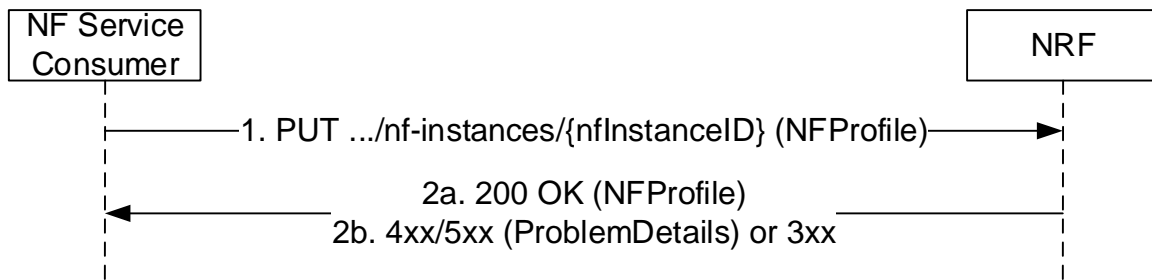 NF Service
Consumer
NRF
1. PUT .../nf-instances/{nfInstanceID} (NFProfile)
2a. 200 OK (NFProfile)
2b. 4xx/5xx (ProblemDetails) or 3xx